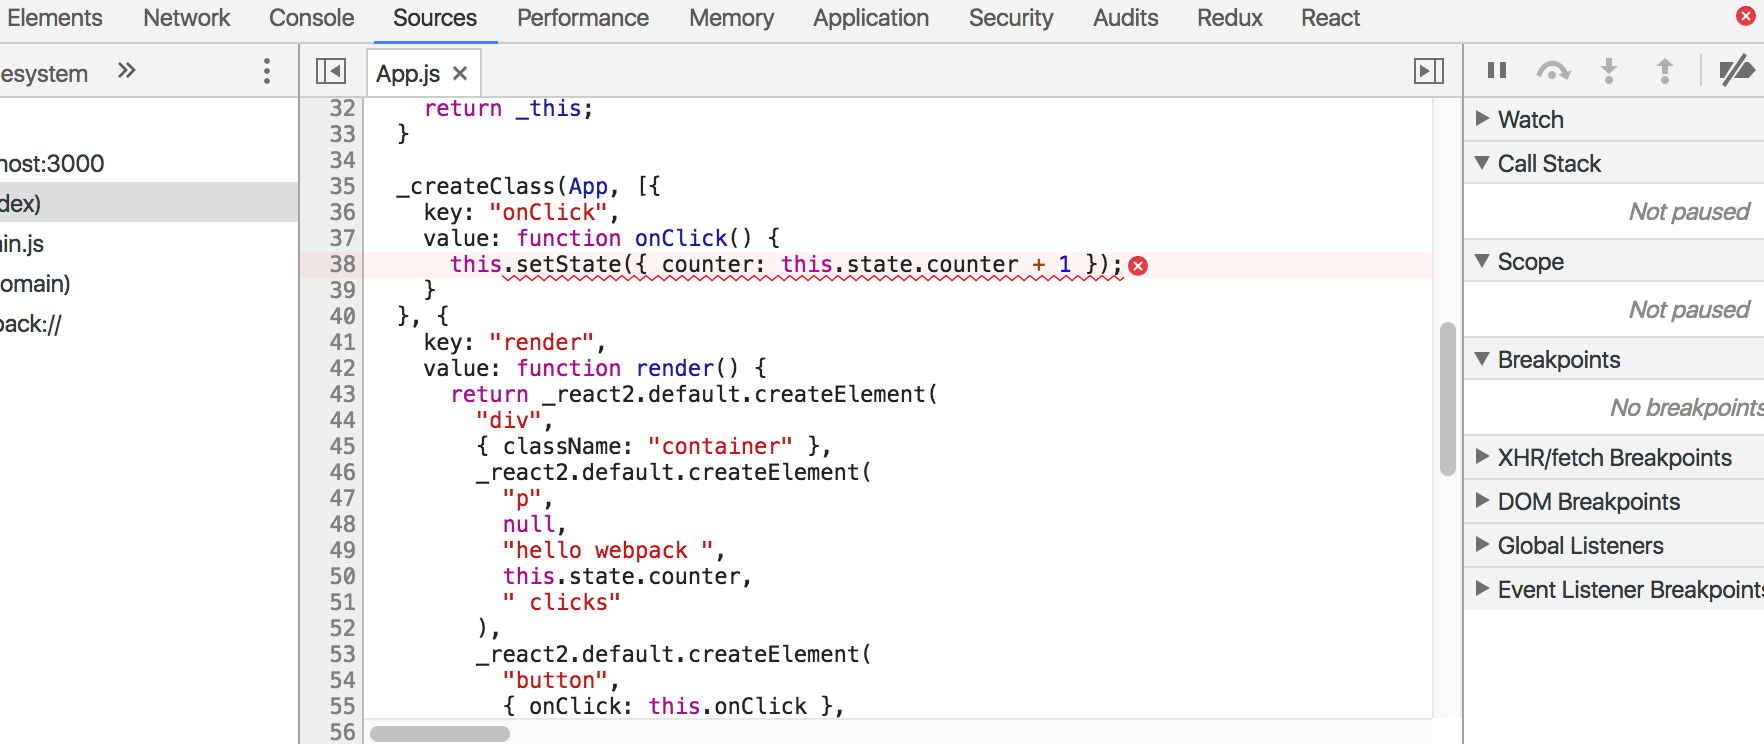 Elements Network Console Sources Performance Memory Application Security Audits Redux React
esystem »
App.js ×
host:3000
dex)
in.js
omain)
pack://
32 return _this;
33 }
34
35 _createClass(App, [{
36 key: "onClick",
37 value: function onClick() {
38 this.setState({ counter: this.state.counter + 1 });
39 }
40 }, {
41 key: "render",
42 value: function render() {
43 return _react2.default.createElement(
44 "div",
45 { className: "container" },
46 _react2.default.createElement(
47 "p",
48 null,
49 "hello webpack ",
50 this.state.counter,
51 " clicks"
52 ),
53 _react2.default.createElement(
54 "button",
55 { onClick: this.onClick },
56
Watch
Call Stack
Not paused
Scope
Not paused
Breakpoints
No breakpoints
XHR/fetch Breakpoints
DOM Breakpoints
Global Listeners
Event Listener Breakpoints